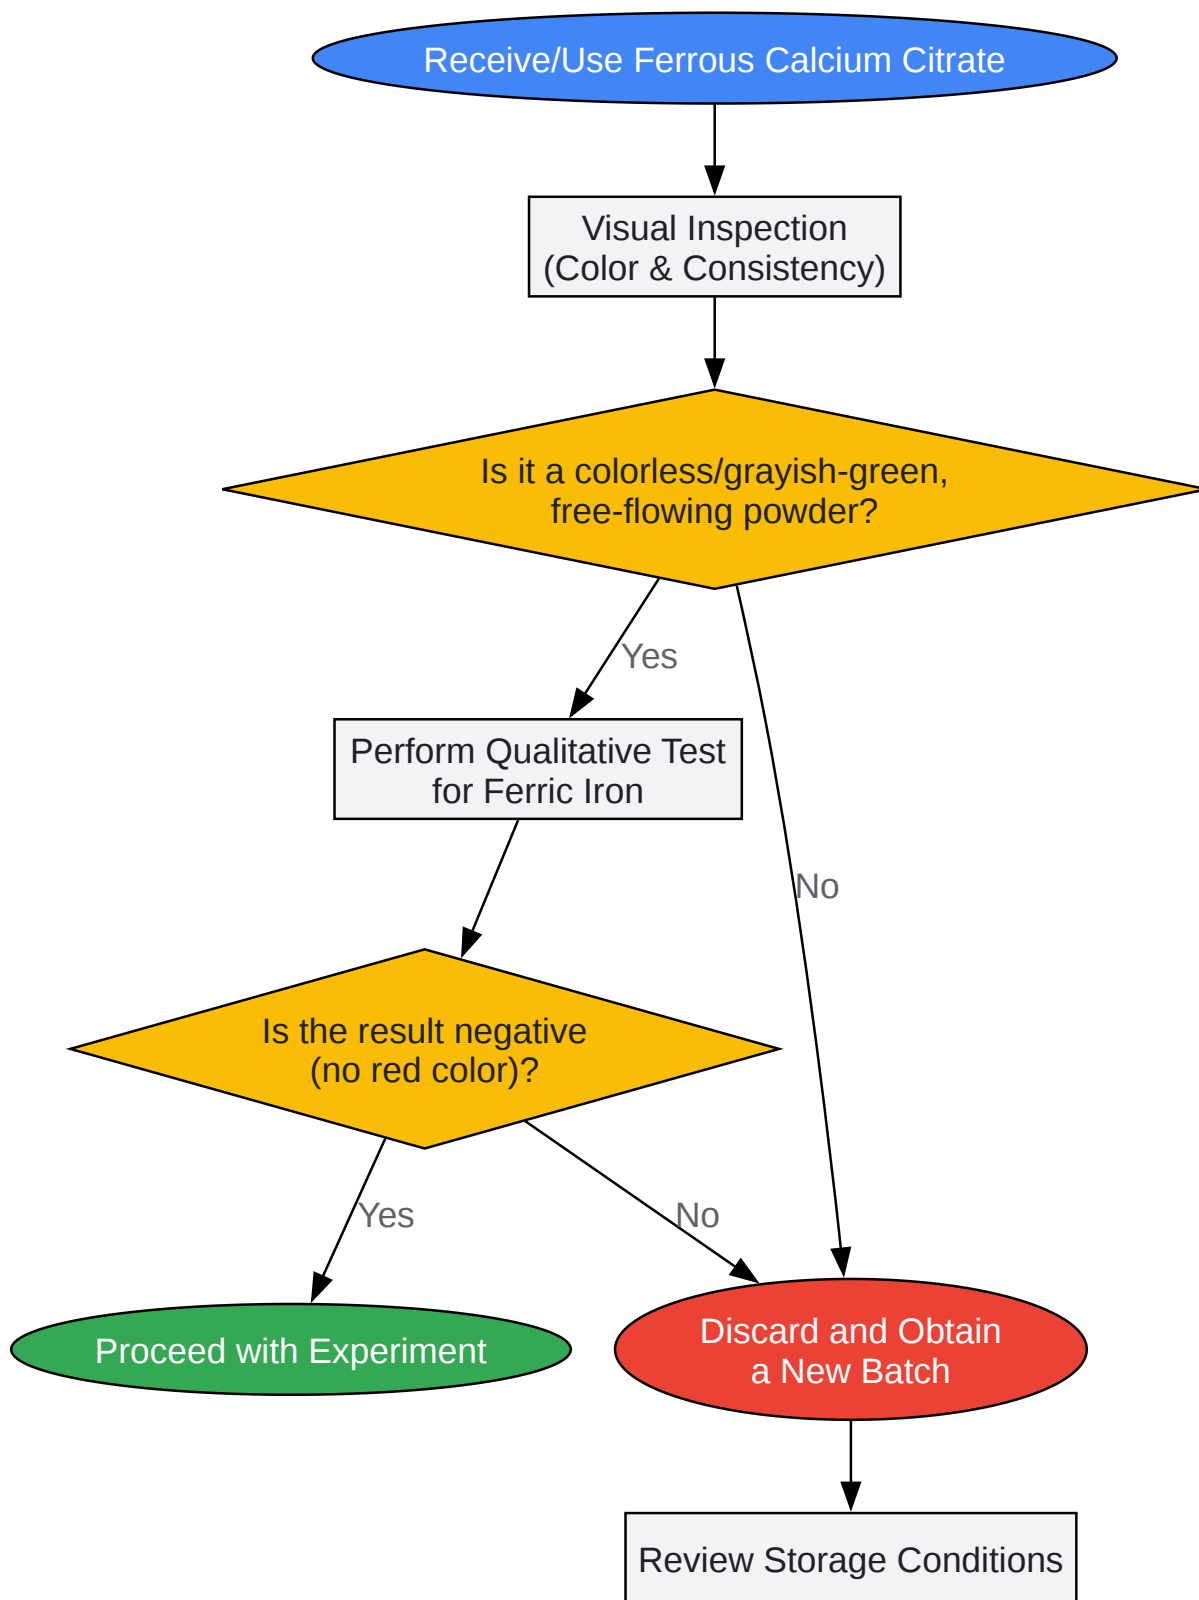 Receive/Use Ferrous Calcium Citrate
Visual Inspection
(Color & Consistency)
Is it a colorless/grayish-green,
free-flowing powder?
Yes
Perform Qualitative Test
for Ferric Iron
No
Is the result negative
(no red color)?
Yes
No
Proceed with Experiment
Discard and Obtain
a New Batch
Review Storage Conditions